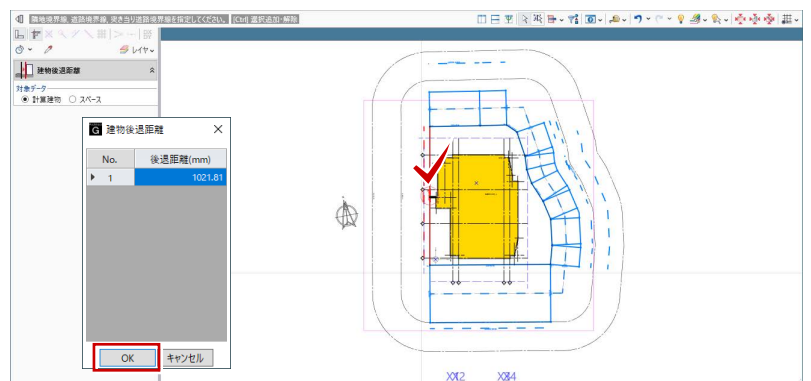 隣地境界線、道路境界線、突き当り道路境界線を指定してください。 [Ctrl] 選択追加・解除
レイヤ
建物後退距離
対象データ
計算建物 スペース
G 建物後退距離
No. 後退距離(mm)
1 1021.81
OK キャンセル